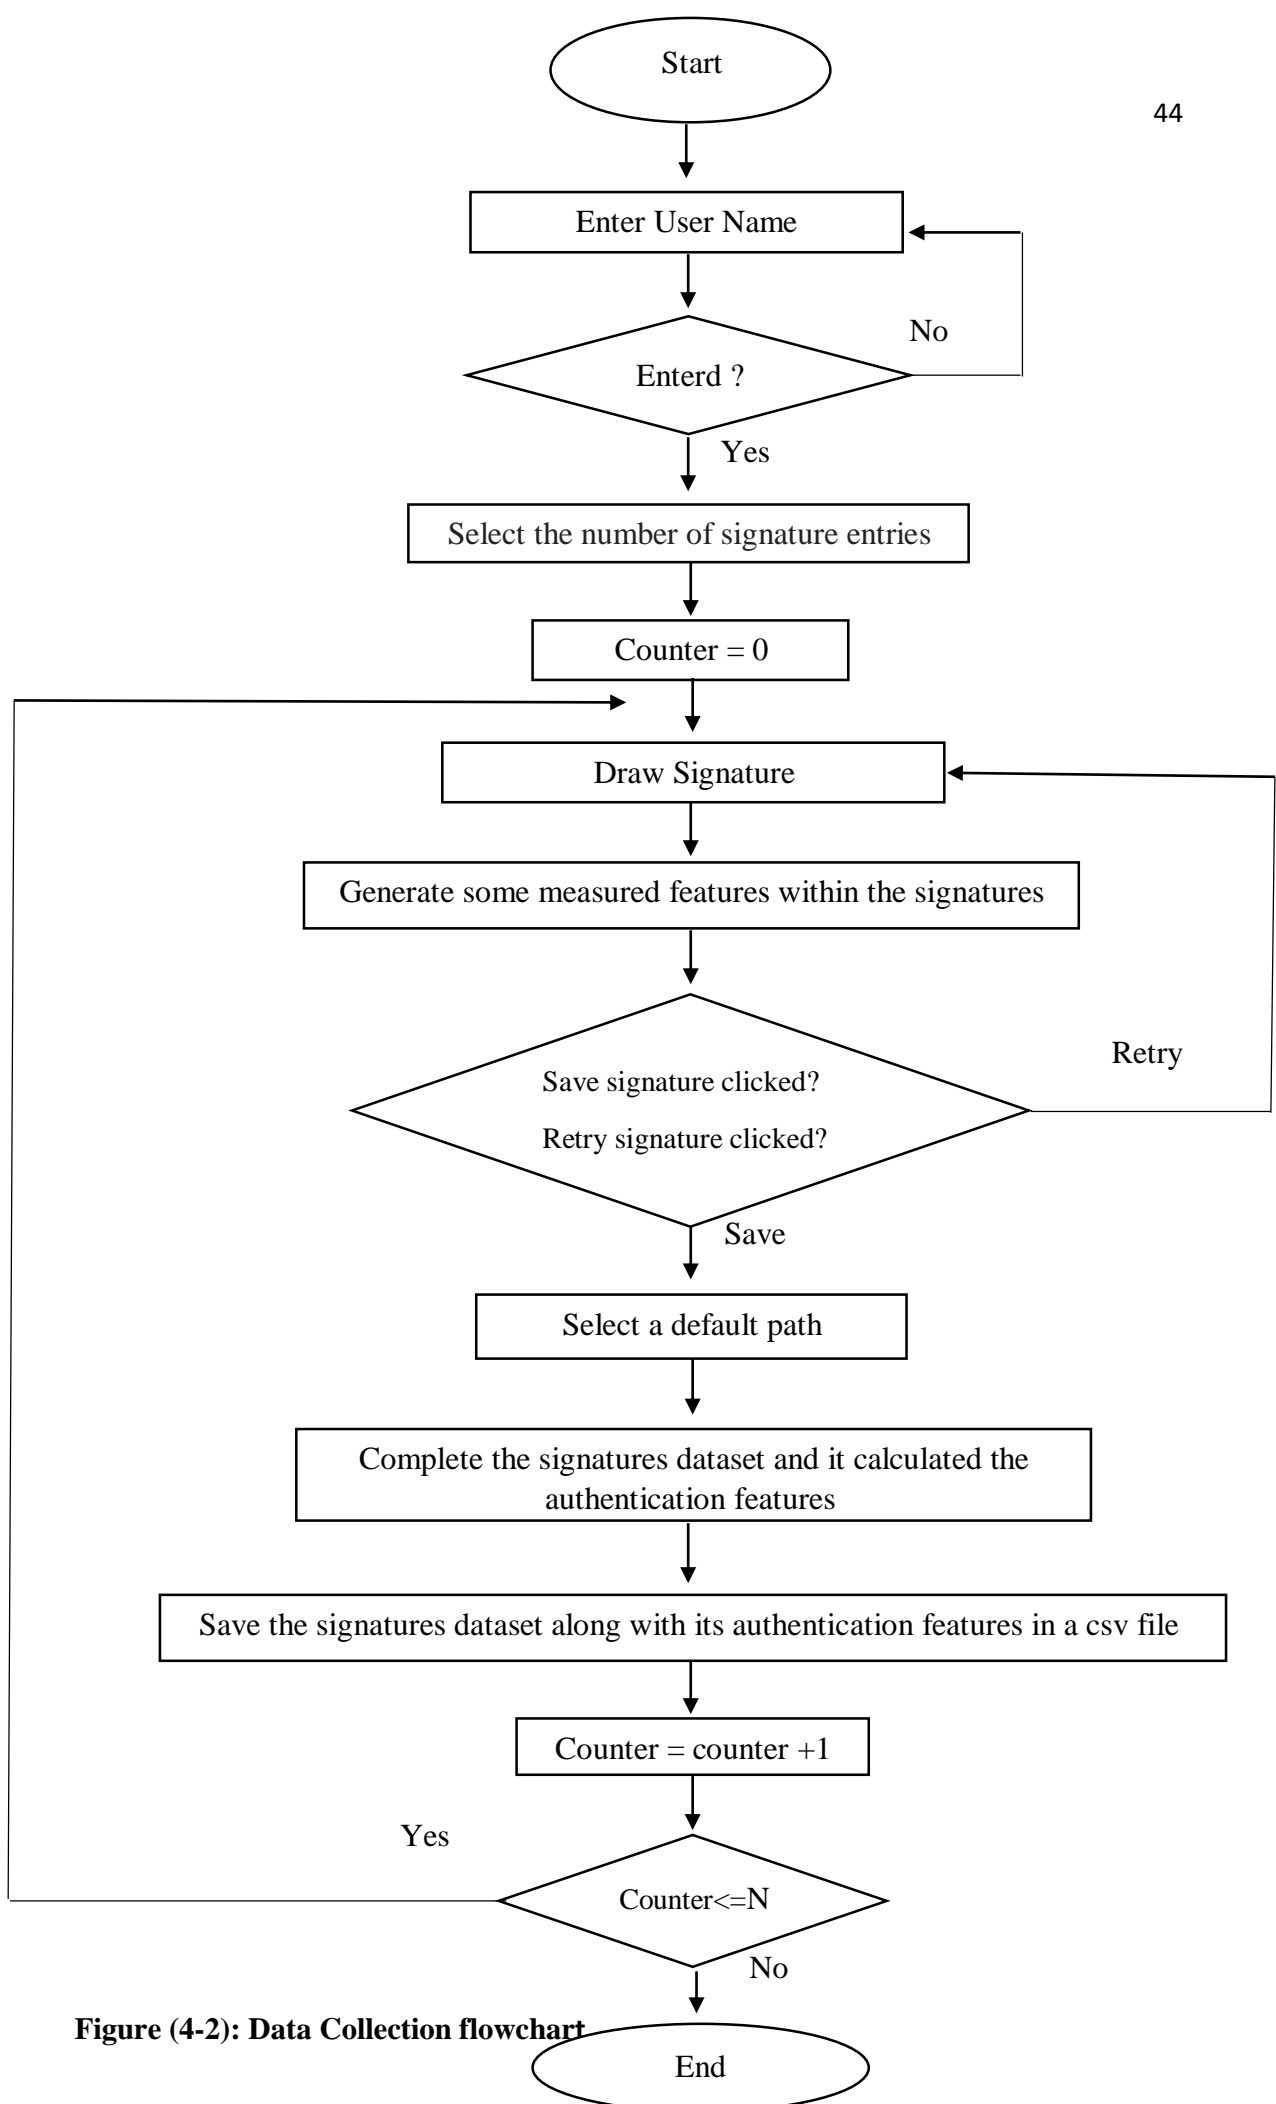 Start
44
Enter User Name
No
Enterd ?
Yes
Select the number of signature entries
Counter = 0
Draw Signature
Generate some measured features within the signatures
Retry
Save signature clicked?
Retry signature clicked?
Save
Select a default path
Complete the signatures dataset and it calculated the
authentication features
Save the signatures dataset along with its authentication features in a csv file
Counter = counter +1
Yes
Counter<=N
No
Figure (4-2): Data Collection flowchart
End